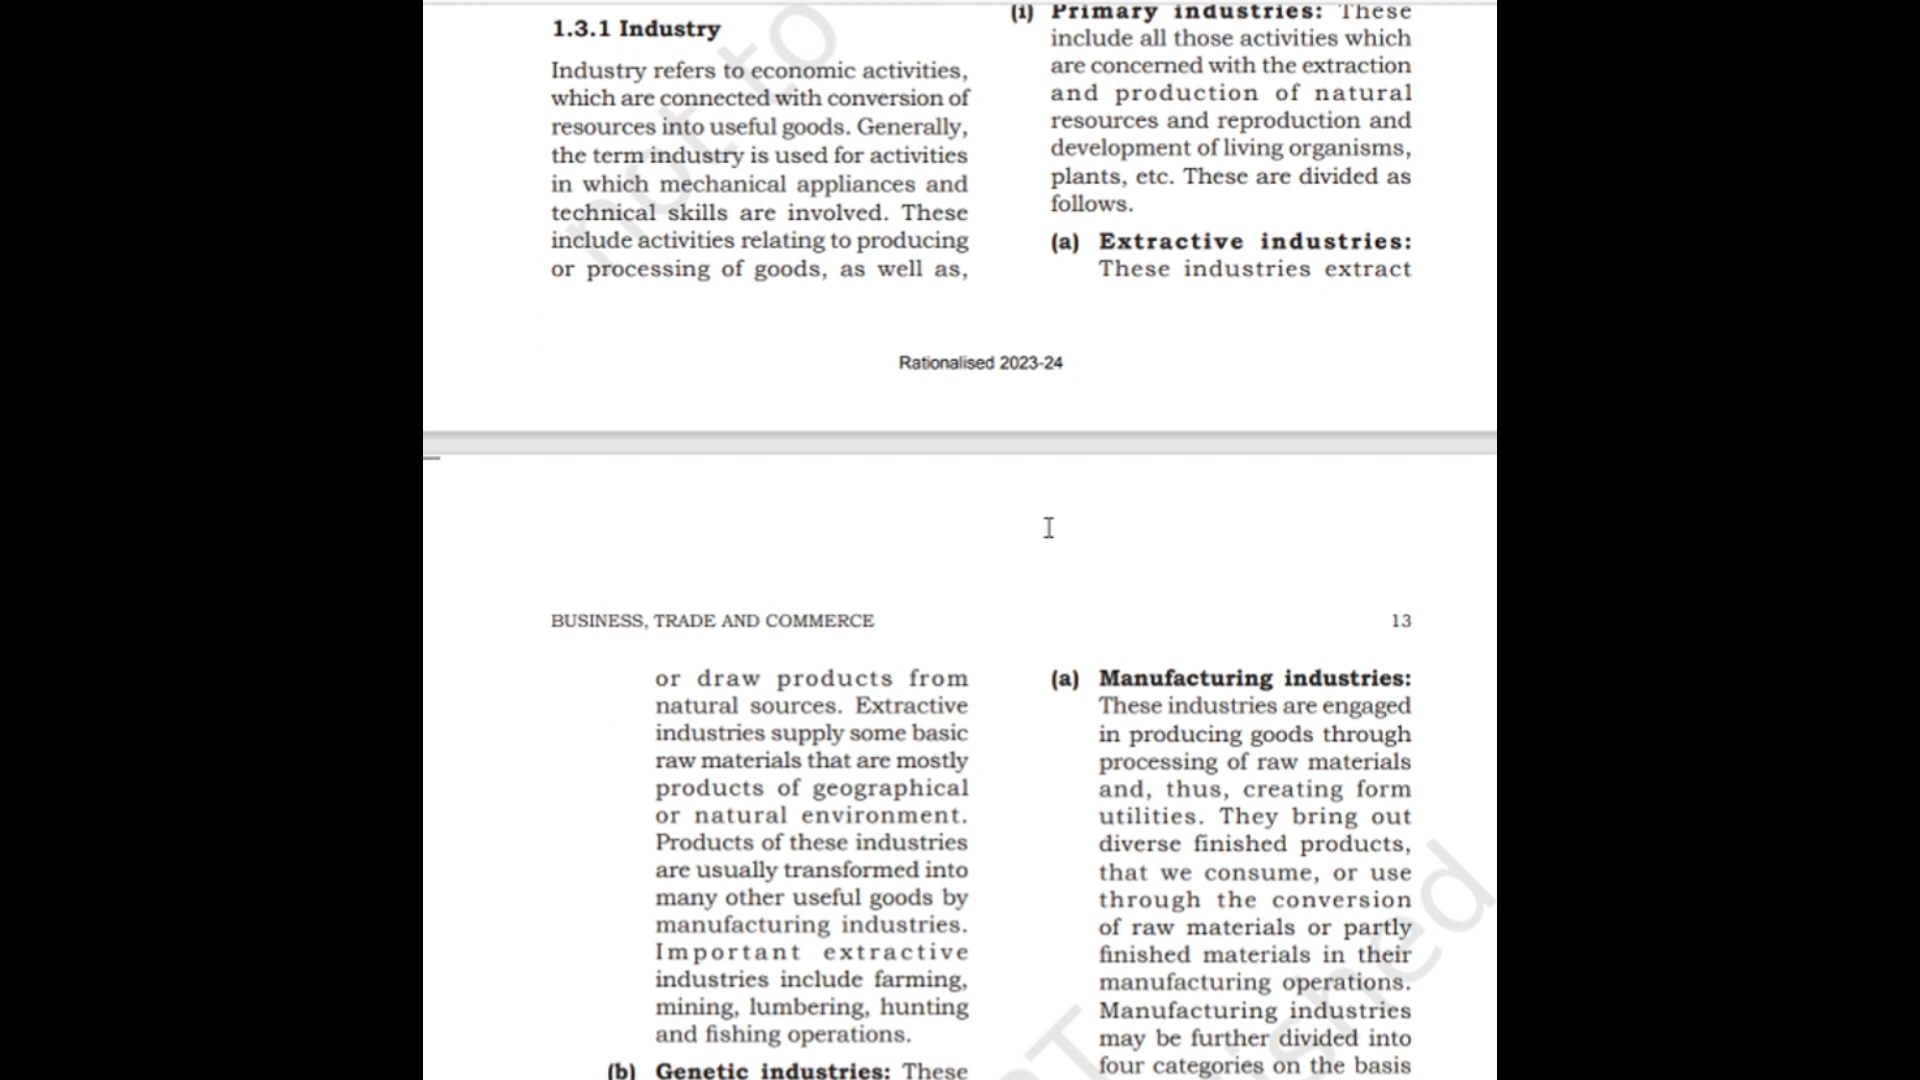 1.3.1 Industry
Industry refers to economic activities,
which are connected with conversion of
resources into useful goods. Generally,
the term industry is used for activities
in which mechanical appliances and
technical skills are involved. These
include activities relating to producing
or processing of goods, as well as,
(i) Primary industries: These
include all those activities which
are concerned with the extraction
and production of natural
resources and reproduction and
development of living organisms,
plants, etc. These are divided as
follows.
(a) Extractive industries:
These industries extract
not to
Rationalised 2023-24
BUSINESS, TRADE AND COMMERCE 13
or draw products from
natural sources. Extractive
industries supply some basic
raw materials that are mostly
products of geographical
or natural environment.
Products of these industries
are usually transformed into
many other useful goods by
manufacturing industries.
Important extractive
industries include farming,
mining, lumbering, hunting
and fishing operations.
(b) Genetic industries: These
(a) Manufacturing industries:
These industries are engaged
in producing goods through
processing of raw materials
and, thus, creating form
utilities. They bring out
diverse finished products,
that we consume, or use
through the conversion
of raw materials or partly
finished materials in their
manufacturing operations.
Manufacturing industries
may be further divided into
four categories on the basis